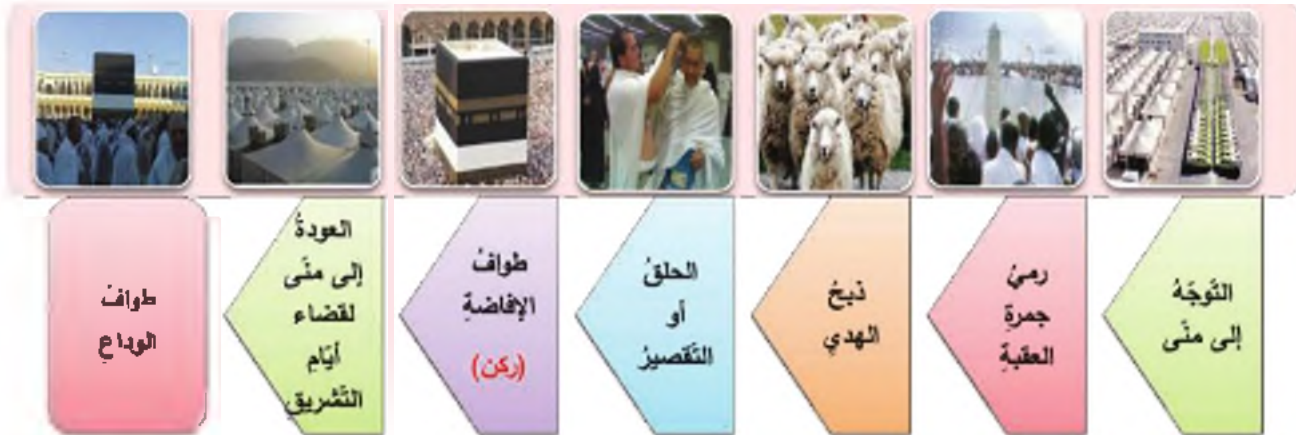 التّوجّهُ
إلى منًى
رميُ
جمرةِ
العقبةِ
ذبحُ
الهديِ
الحلقُ
أو
التّقصيرُ
طوافُ
الإفاضةِ
(ركن)
العودةُ
إلى منًى
لقضاء
أيّامِ
التّشريقِ
طوافُ
الوداعِ